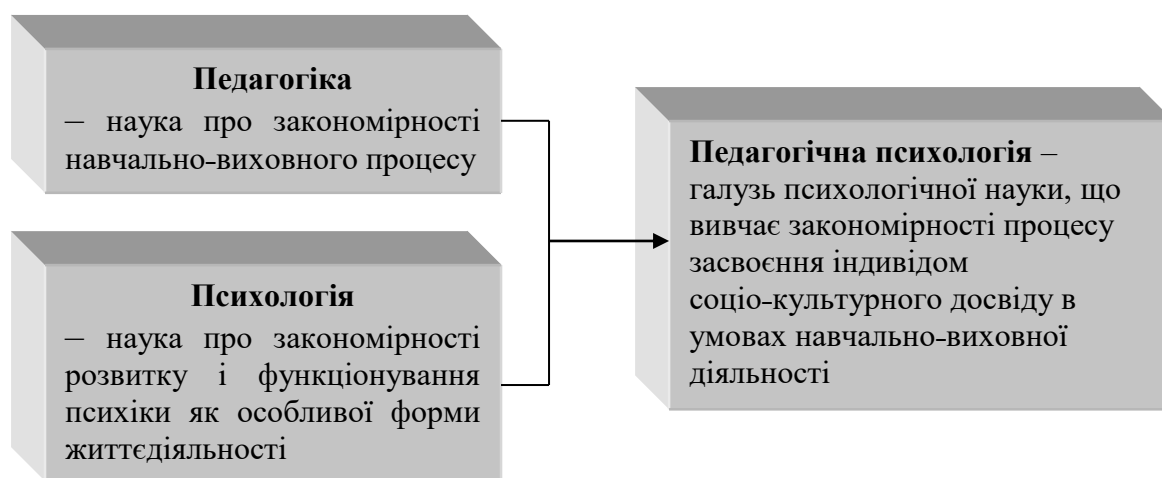 Педагогіка
– наука про закономірності
навчально-виховного процесу
Психологія
– наука про закономірності
розвитку і функціонування
психіки як особливої форми
життєдіяльності
Педагогічна психологія –
галузь психологічної науки, що
вивчає закономірності процесу
засвоєння індивідом
соціо-культурного досвіду в
умовах навчально-виховної
діяльності